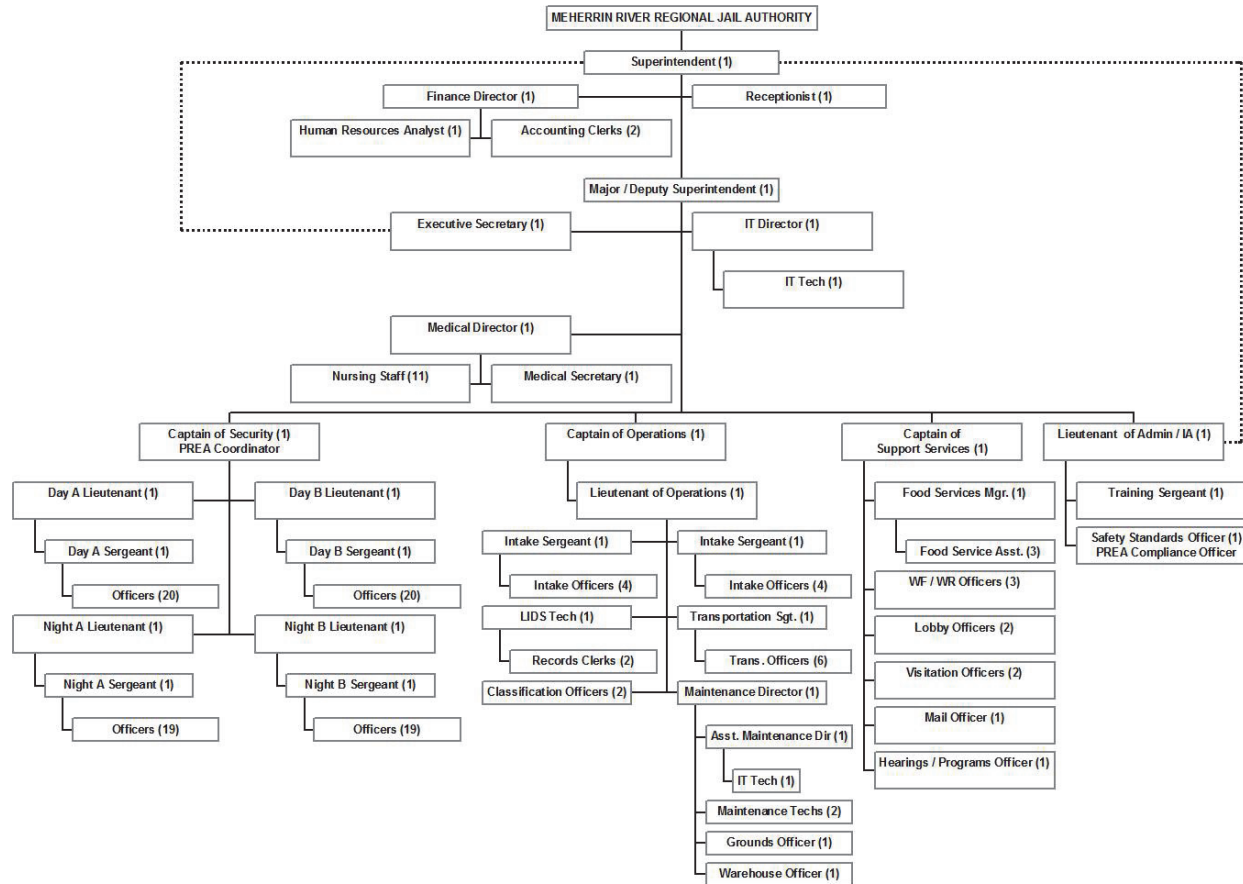 MEHERRIN RIVER REGIONAL JAIL AUTHORITY
Superintendent (1)
Finance Director (1)
Receptionist (1)
Human Resources Analyst (1)
Accounting Clerks (2)
Major / Deputy Superintendent (1)
Executive Secretary (1)
IT Director (1)
IT Tech (1)
Medical Director (1)
Nursing Staff (11)
Medical Secretary (1)
Captain of Security (1)
PREA Coordinator
Day A Lieutenant (1)
Day B Lieutenant (1)
Day A Sergeant (1)
Day B Sergeant (1)
Officers (20)
Officers (20)
Night A Lieutenant (1)
Night B Lieutenant (1)
Night A Sergeant (1)
Night B Sergeant (1)
Officers (19)
Officers (19)
Captain of Operations (1)
Lieutenant of Operations (1)
Intake Sergeant (1)
Intake Sergeant (1)
Intake Officers (4)
Intake Officers (4)
LIDS Tech (1)
Transportation Sgt. (1)
Records Clerks (2)
Trans. Officers (6)
Classification Officers (2)
Maintenance Director (1)
Asst. Maintenance Dir (1)
IT Tech (1)
Maintenance Techs (2)
Grounds Officer (1)
Warehouse Officer (1)
Captain of
Support Services (1)
Food Services Mgr. (1)
Food Service Asst. (3)
WF / WR Officers (3)
Lobby Officers (2)
Visitation Officers (2)
Mail Officer (1)
Hearings / Programs Officer (1)
Lieutenant of Admin / IA (1)
Training Sergeant (1)
Safety Standards Officer (1)
PREA Compliance Officer